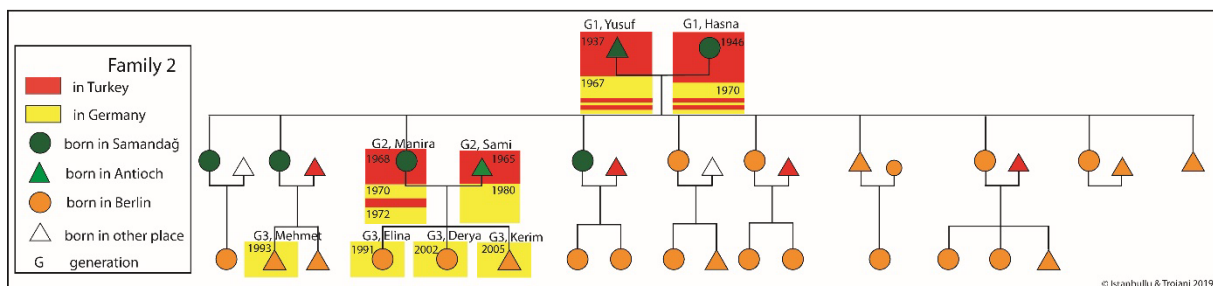 G1, Yusuf
G1, Hasna
1937
1946
1967
1970
Family 2
in Turkey
in Germany
born in Samandağ
born in Antioch
born in Berlin
born in other place
G generation
G2, Manira
G2, Sami
1968
1965
1970
1980
1972
G3, Mehmet
G3, Elina
G3, Derya
G3, Kerim
1993
1991
2002
2005
© Istanbullu & Trojani 2019